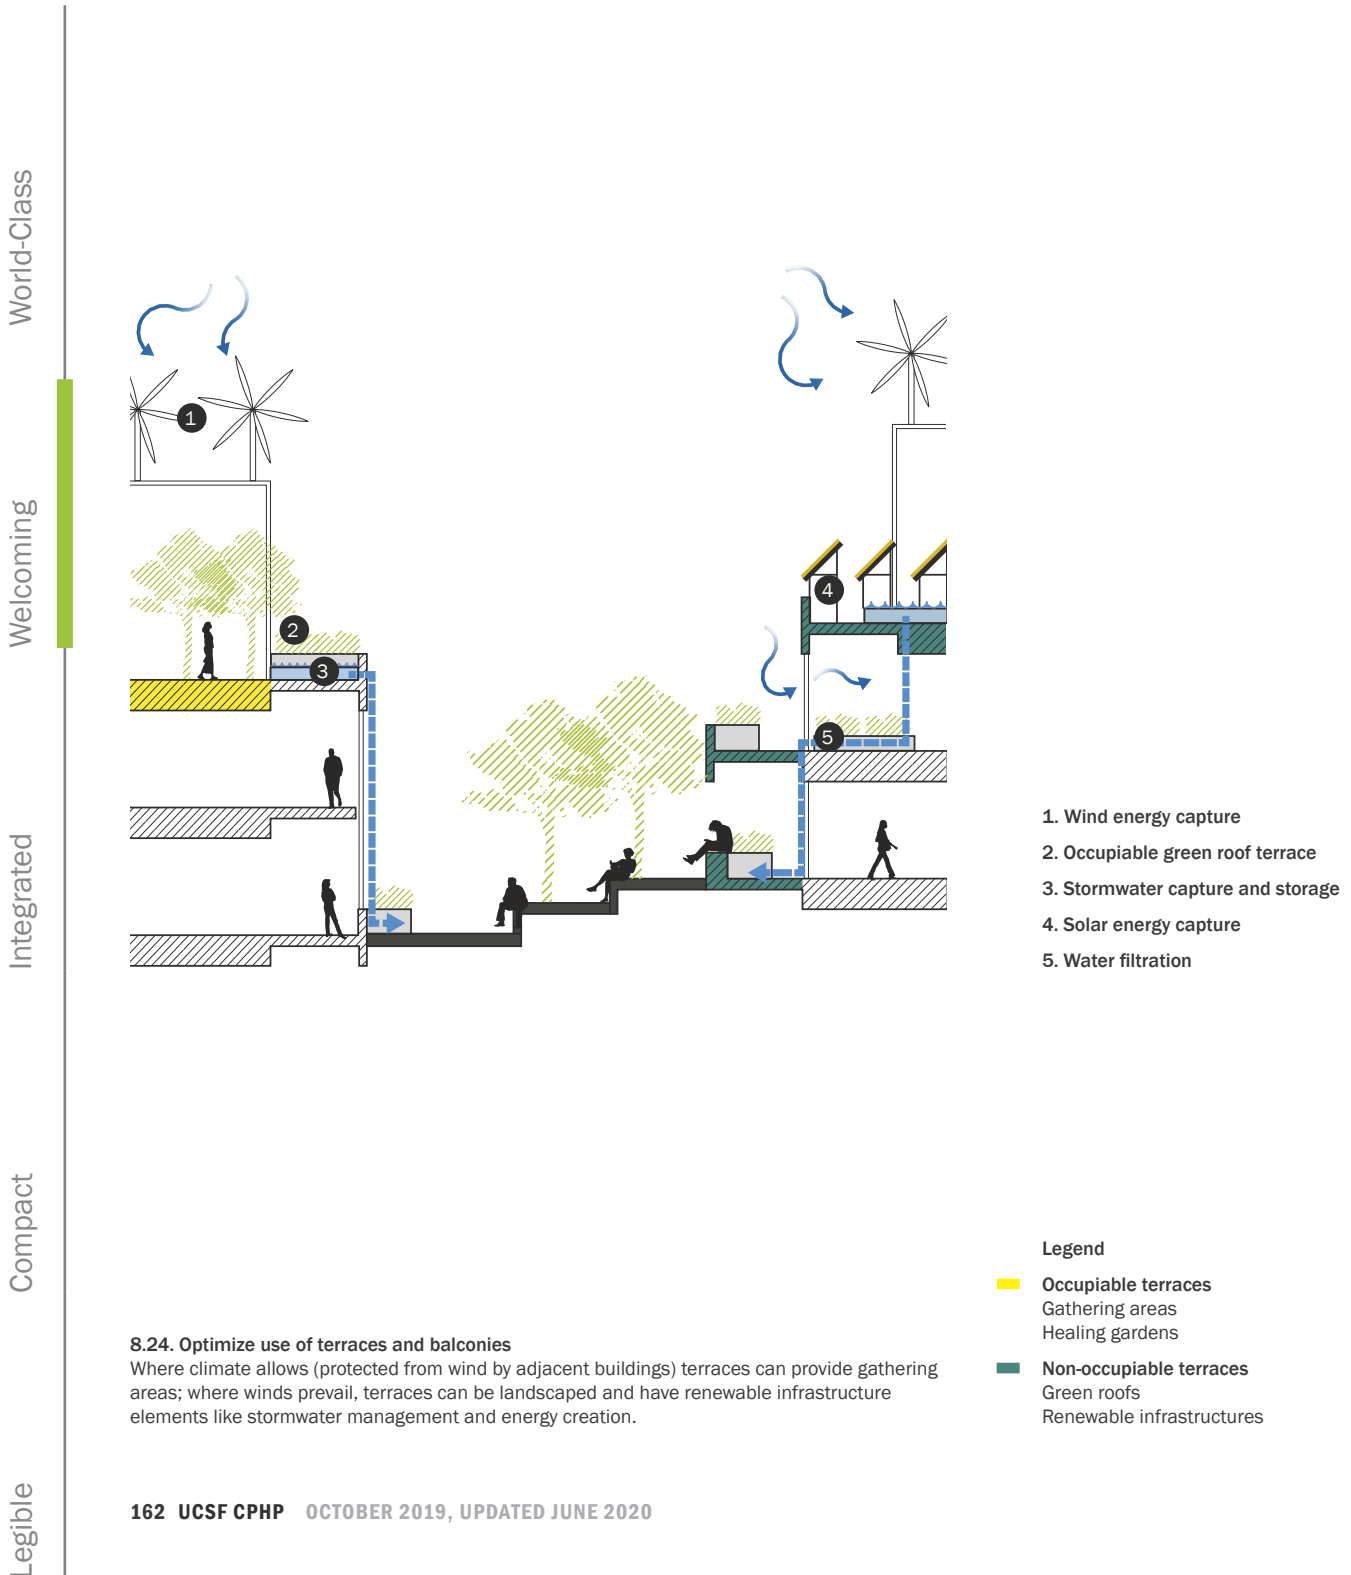 World-Class
Welcoming
Integrated
Compact
Legible
1
2
3
4
5
1. Wind energy capture
2. Occupiable green roof terrace
3. Stormwater capture and storage
4. Solar energy capture
5. Water filtration
Legend
Occupiable terraces
Gathering areas
Healing gardens
Non-occupiable terraces
Green roofs
Renewable infrastructures
8.24. Optimize use of terraces and balconies
Where climate allows (protected from wind by adjacent buildings) terraces can provide gathering
areas; where winds prevail, terraces can be landscaped and have renewable infrastructure
elements like stormwater management and energy creation.
162 UCSF CPHP OCTOBER 2019, UPDATED JUNE 2020